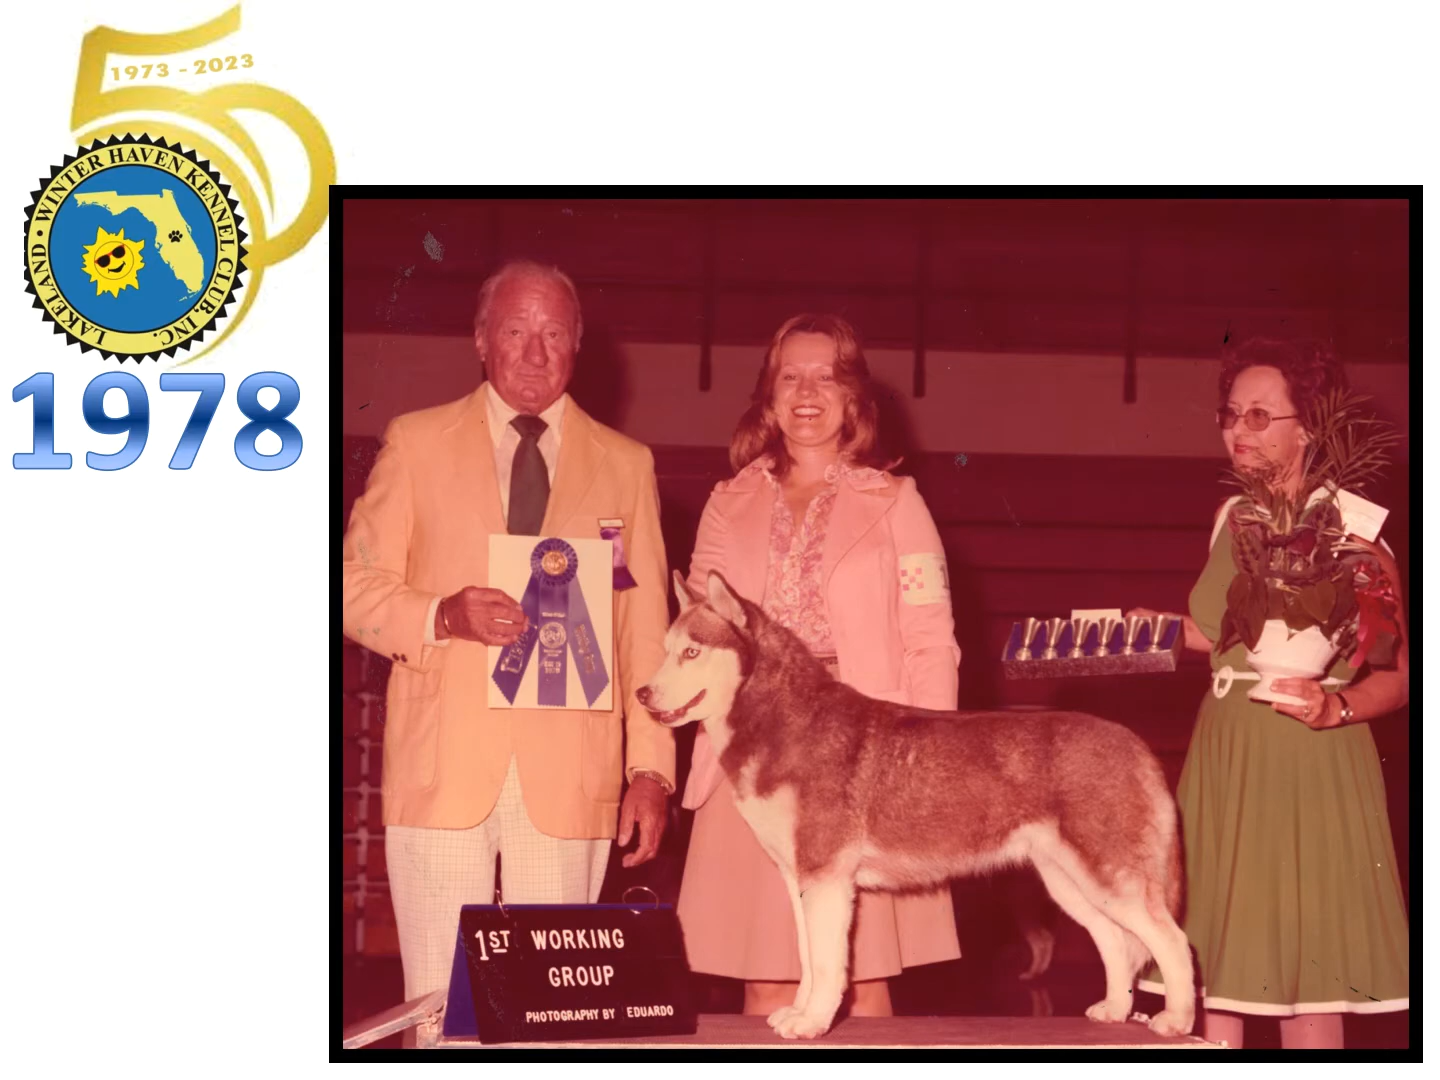 1973 - 2023
LAKELAND • WINTER HAVEN KENNEL CLUB, INC.
1978
1ST WORKING
GROUP
PHOTOGRAPHY BY EDUARDO